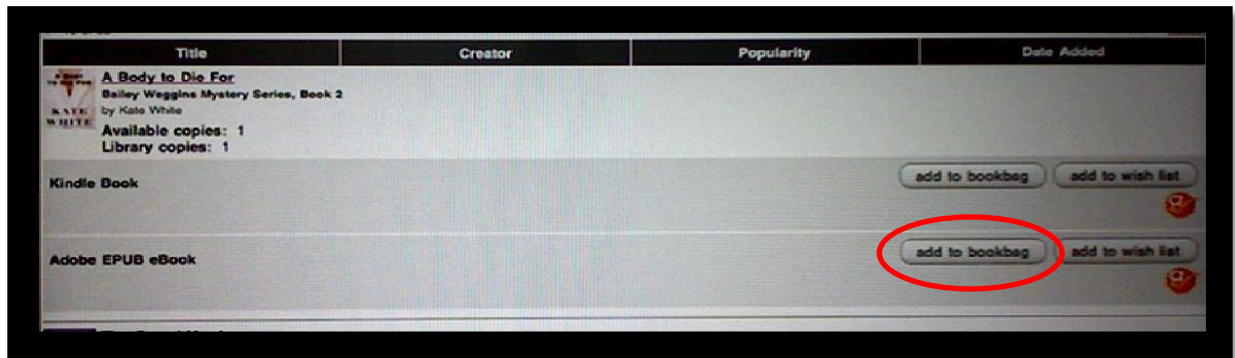 Title Creator Popularity Date Added
A Body to Die For
Bailey Weggins Mystery Series, Book 2
by Kate White
KATE
WHITE
Available copies: 1
Library copies: 1
Kindle Book add to bookbag add to wish list
Adobe EPUB eBook add to bookbag add to wish list